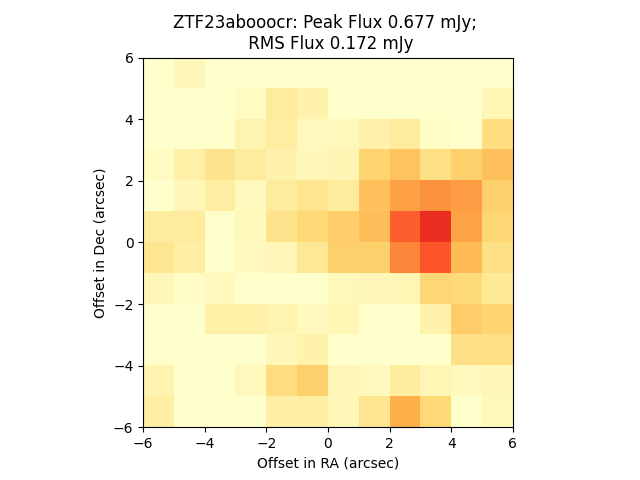 ZTF23abooocr: Peak Flux 0.677 mJy;
RMS Flux 0.172 mJy
6
4
2
0
−2
−4
−6
Offset in Dec (arcsec)
−6 −4 −2 0 2 4 6
Offset in RA (arcsec)